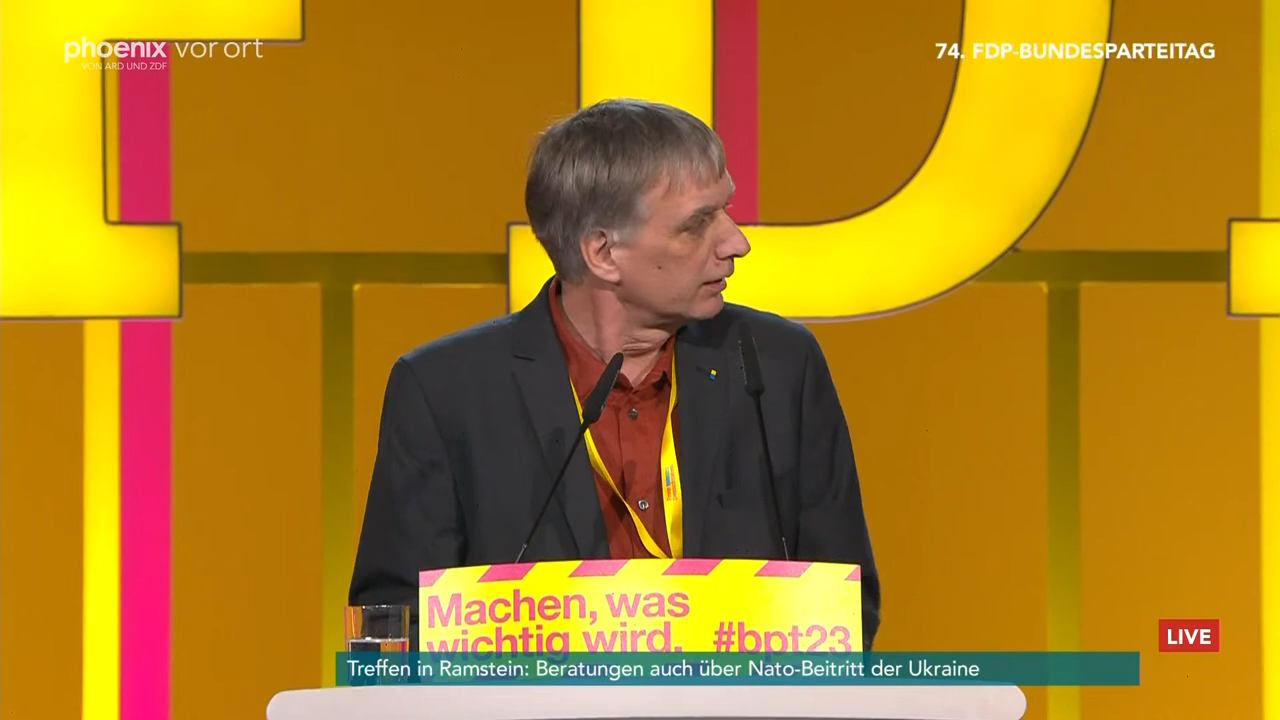 phoenix vor ort
VON ARD UND ZDF
74. FDP-BUNDESPARTEITAG
Machen, was
wichtig wird. #bpt23
LIVE
Treffen in Ramstein: Beratungen auch über Nato-Beitritt der Ukraine